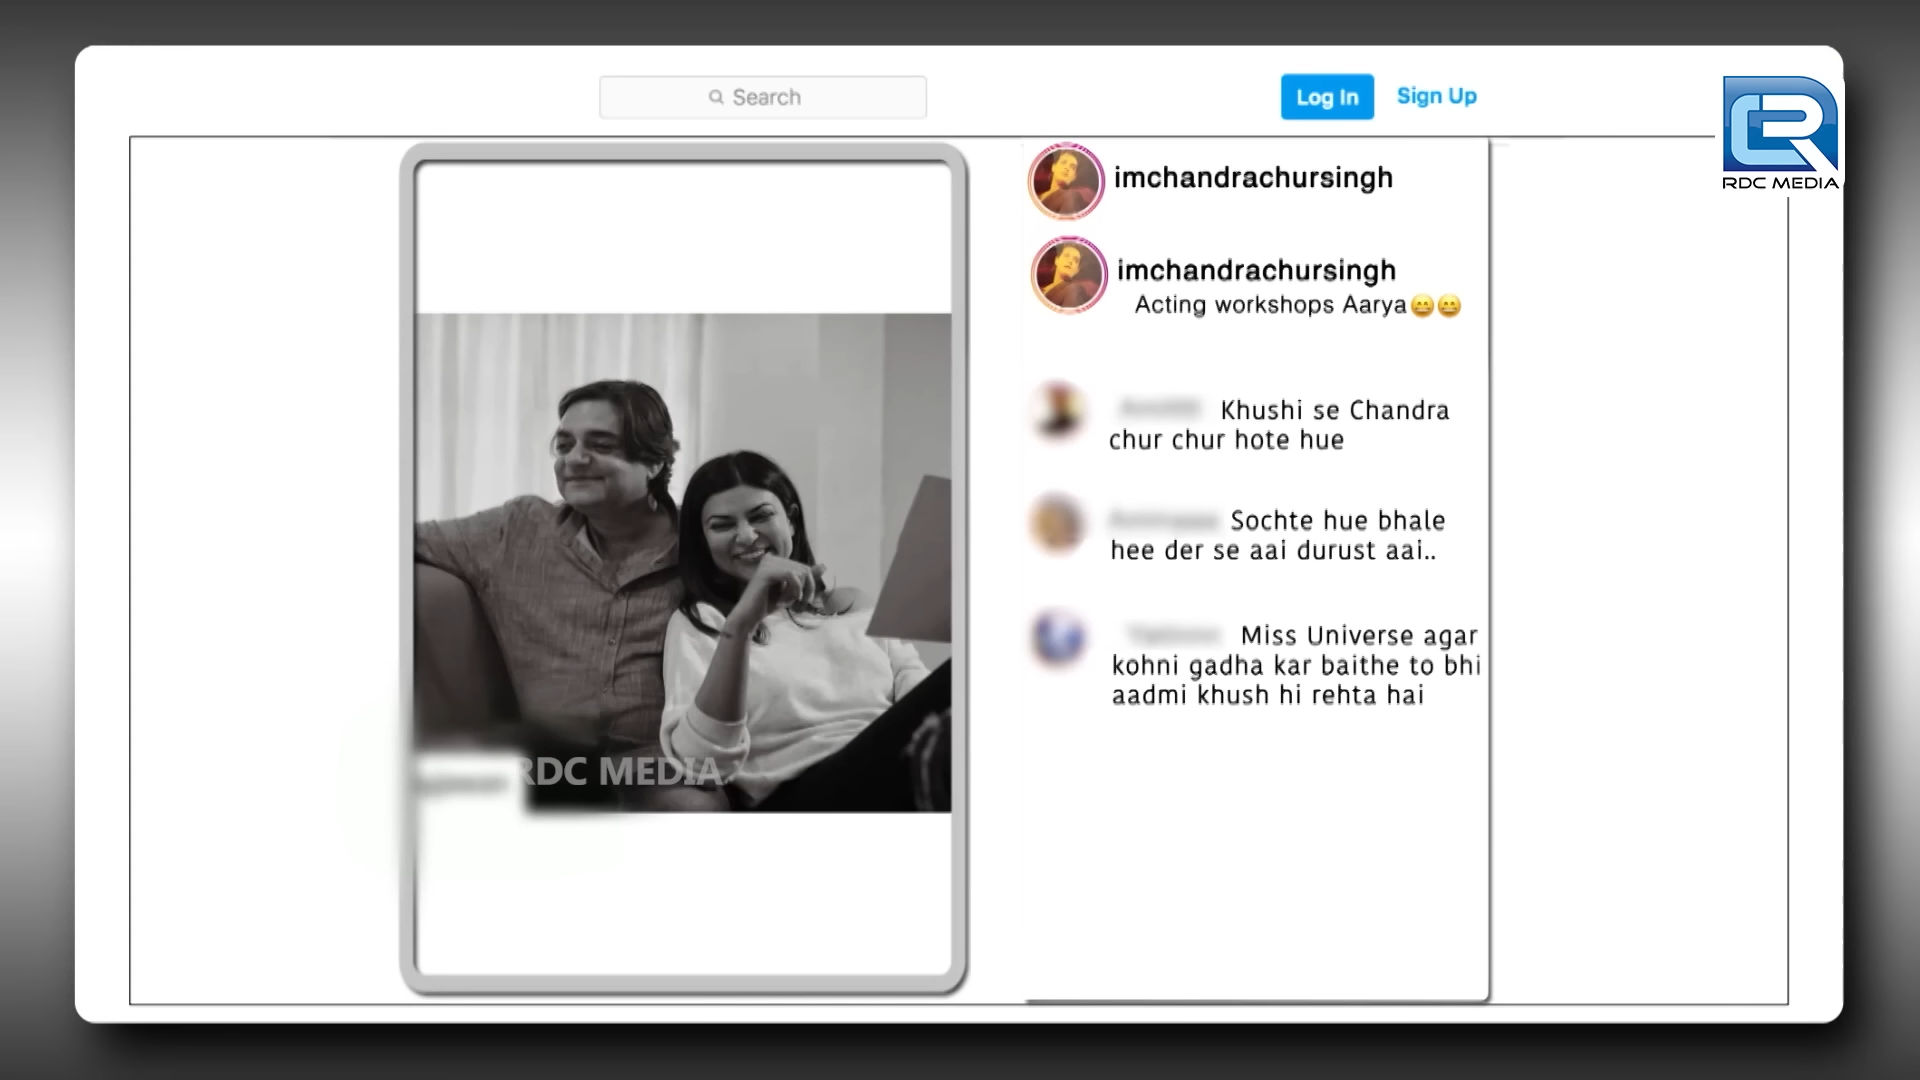 Search
Log In
Sign Up
RDC MEDIA
imchandrachursingh
imchandrachursingh
Acting workshops Aarya😁😁
Khushi se Chandra
chur chur hote hue
Sochte hue bhale
hee der se aai durust aai..
Miss Universe agar
kohni gadha kar baithe to bhi
aadmi khush hi rehta hai
RDC MEDIA